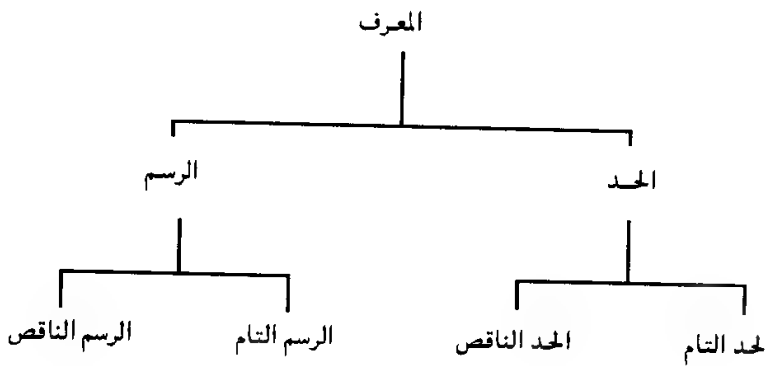 المعرف
الحد
الرسم
لحد التام
الحد الناقص
الرسم التام
الرسم الناقص